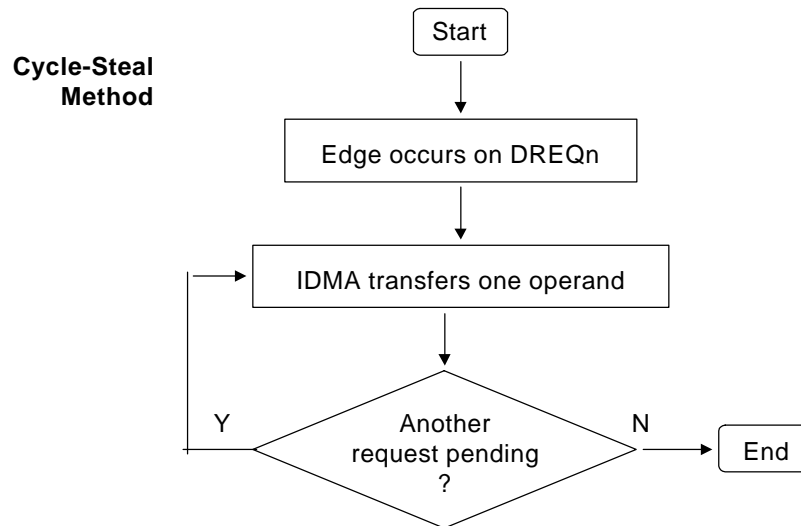 Start
Cycle-Steal
Method
Edge occurs on DREQn
IDMA transfers one operand
Y
Another
request pending
?
N
End